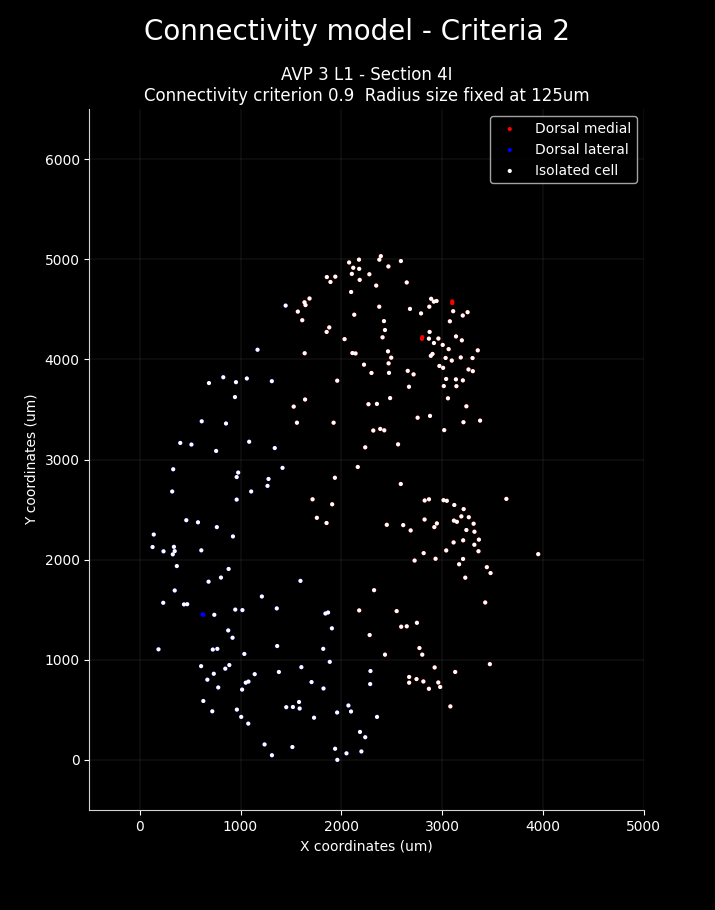 Connectivity model - Criteria 2
AVP 3 L1 - Section 4I
Connectivity criterion 0.9  Radius size fixed at 125um
Dorsal medial
Dorsal lateral
Isolated cell
Y coordinates (um)
6000
5000
4000
3000
2000
1000
0
0 1000 2000 3000 4000 5000
X coordinates (um)